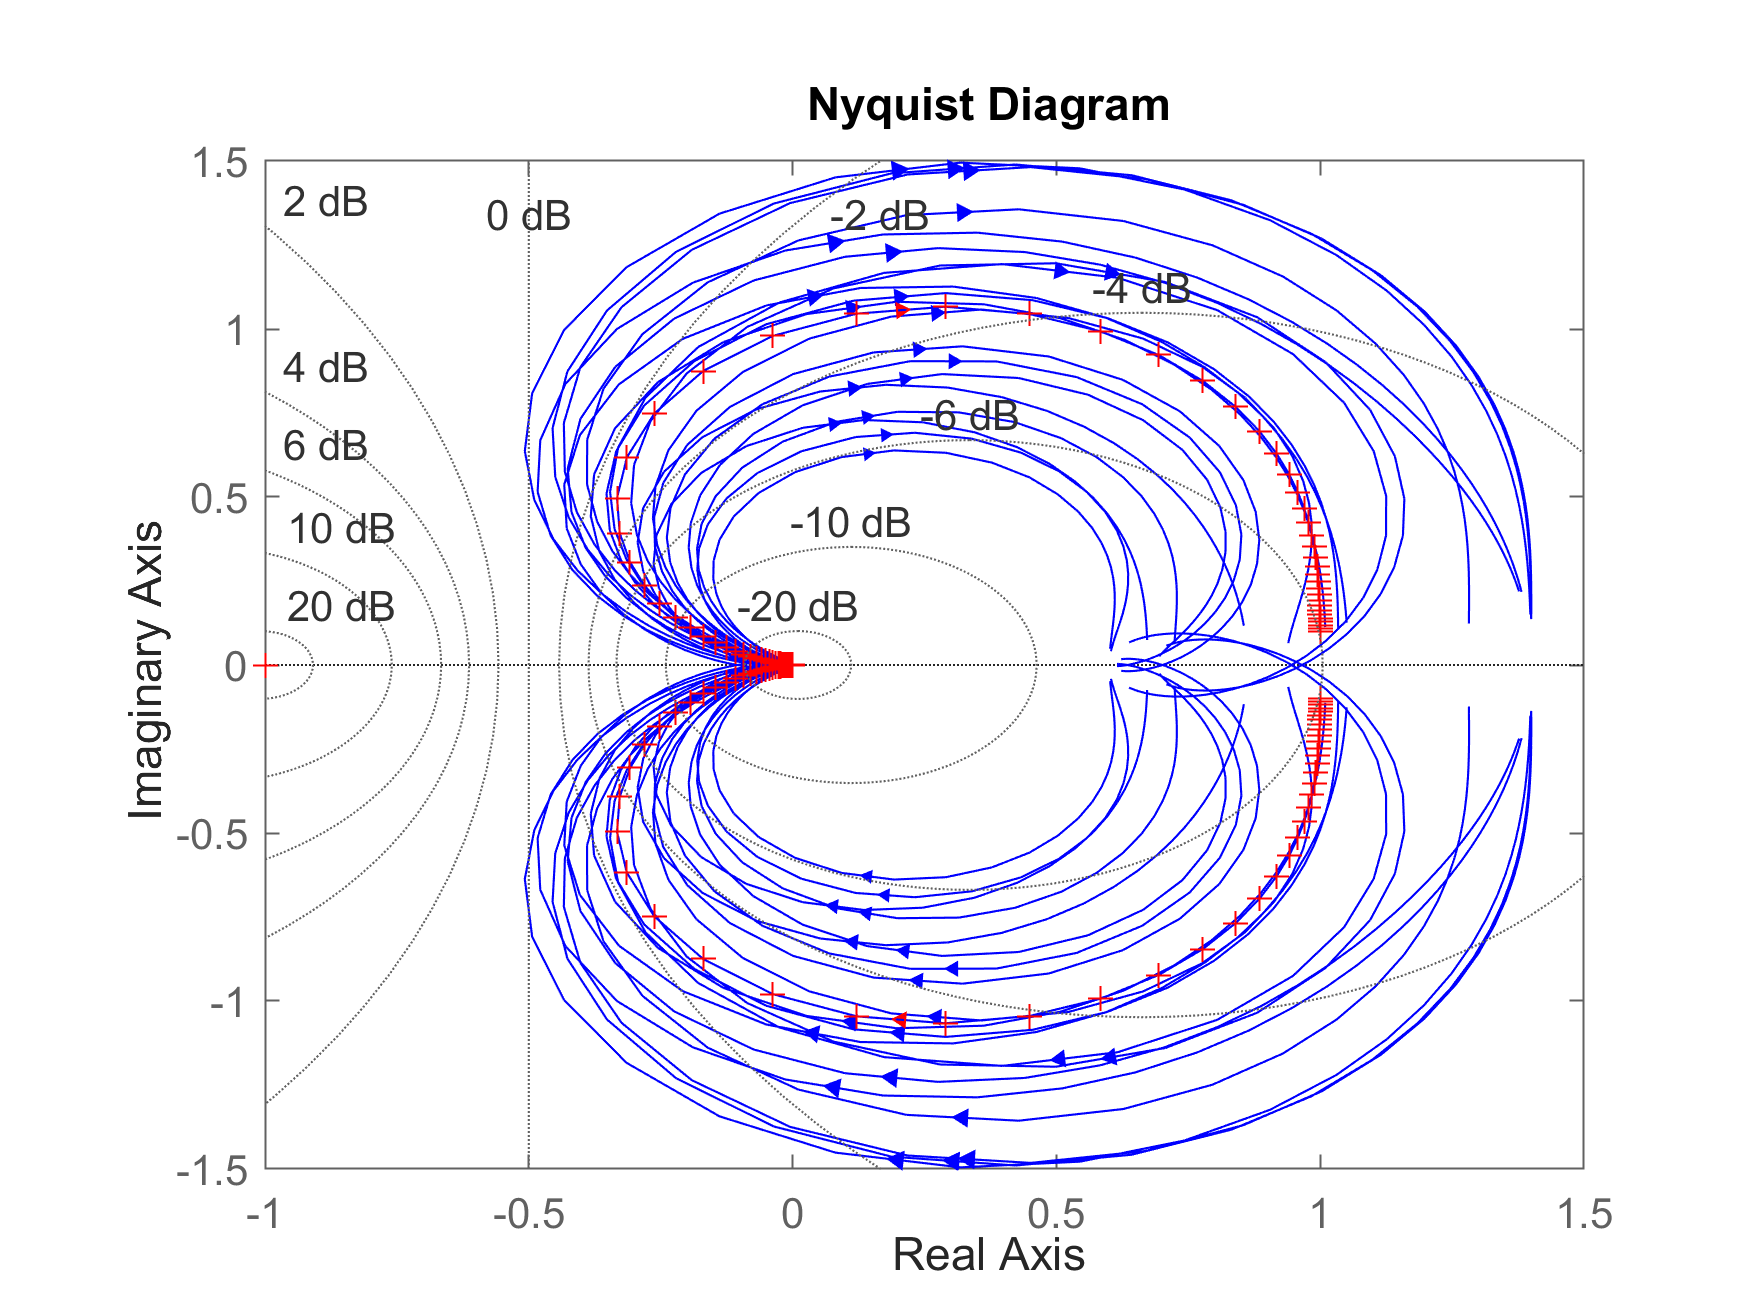 Nyquist Diagram
1.5
2 dB
0 dB
-2 dB
-4 dB
1
4 dB
6 dB
-6 dB
0.5
10 dB
-10 dB
20 dB
-20 dB
0
-0.5
-1
-1.5
-1
-0.5
0
0.5
1
1.5
Real Axis
Imaginary Axis